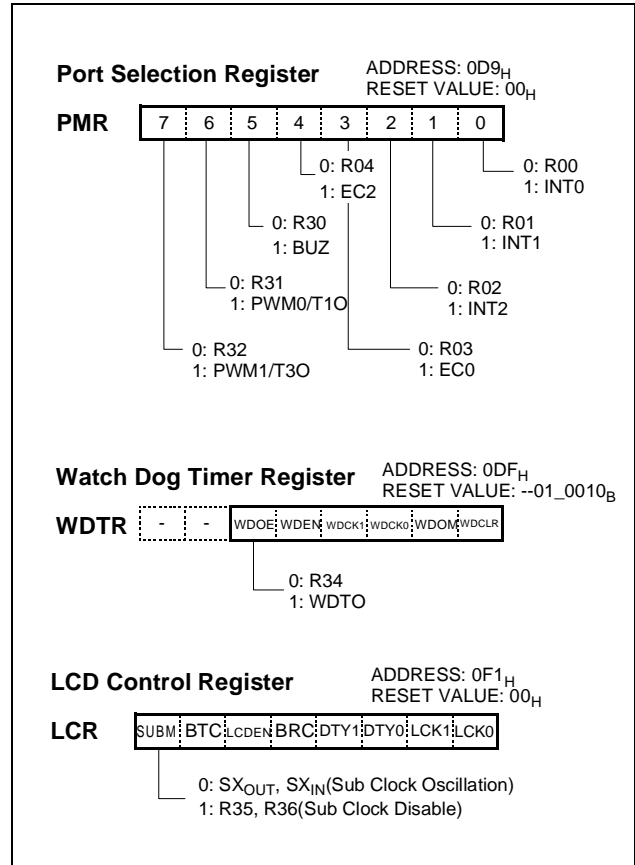 Port Selection Register
ADDRESS: 0D9H
RESET VALUE: 00H
PMR 7 6 5 4 3 2 1 0
0: R04
1: EC2
0: R00
1: INT0
0: R30
1: BUZ
0: R01
1: INT1
0: R31
1: PWM0/T1O
0: R02
1: INT2
0: R32
1: PWM1/T3O
0: R03
1: EC0
Watch Dog Timer Register
ADDRESS: 0DFH
RESET VALUE: --01_0010B
WDTR - - WDOE WDEN WDCK1 WDCK0 WDOM WDCLR
0: R34
1: WDTO
LCD Control Register
ADDRESS: 0F1H
RESET VALUE: 00H
LCR SUBM BTC LCDEN BRC DTY1 DTY0 LCK1 LCK0
0: SXOUT, SXIN(Sub Clock Oscillation)
1: R35, R36(Sub Clock Disable)